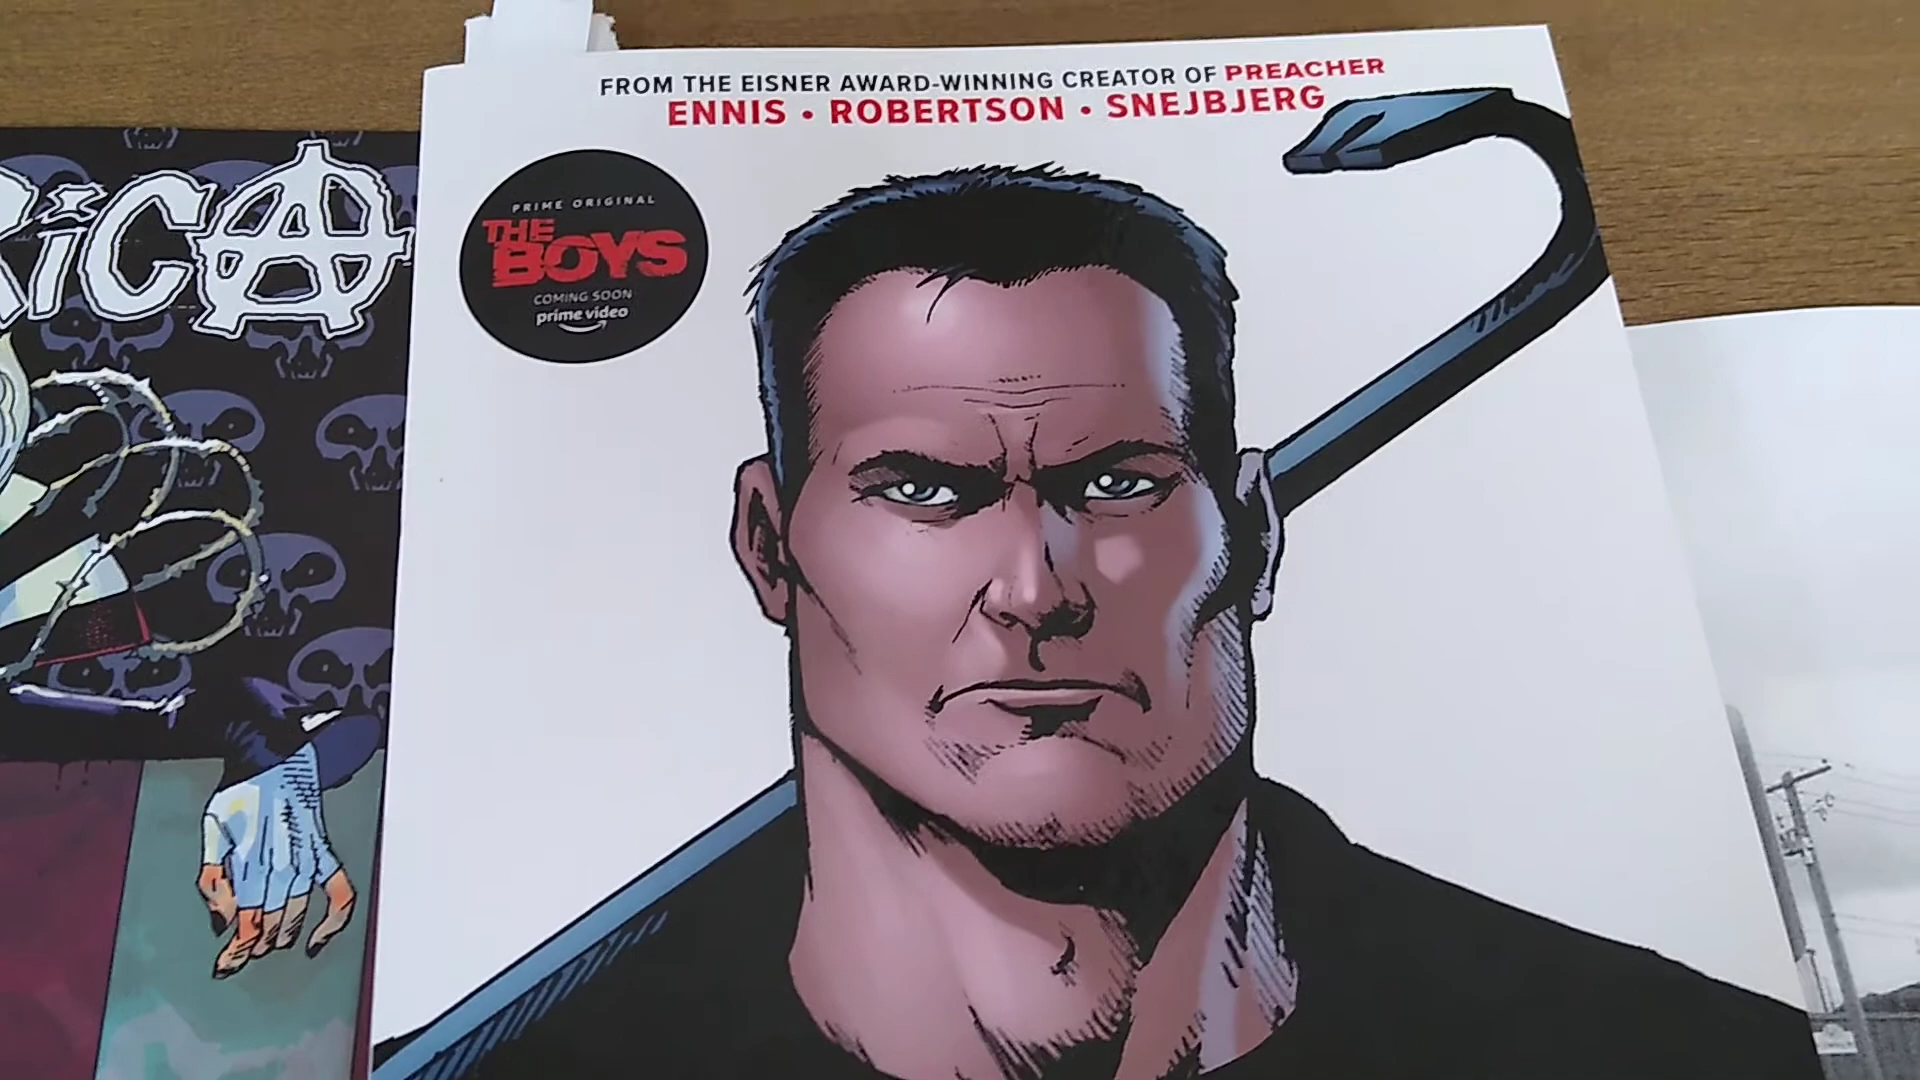 FROM THE EISNER AWARD-WINNING CREATOR OF PREACHER
ENNIS • ROBERTSON • SNEJBJERG
PRIME ORIGINAL
THE
BOYS
COMING SOON
prime video
RiCA